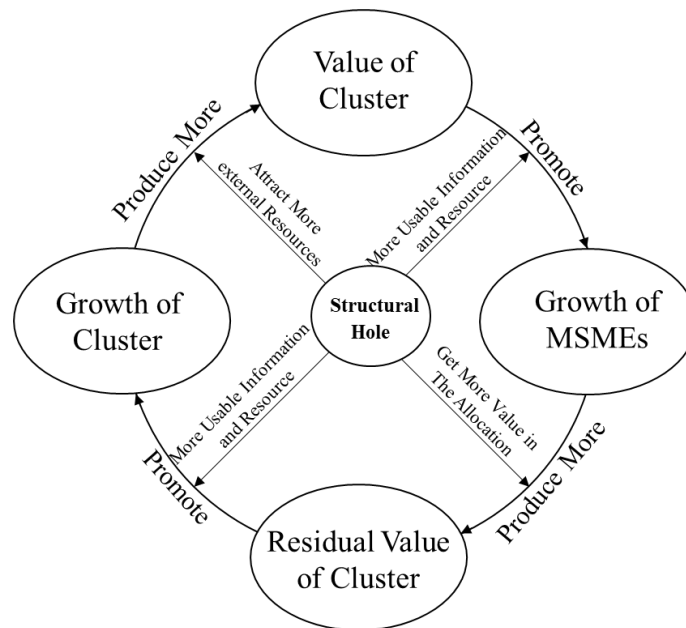 Value of
Cluster
Produce More
Promote
Attract More
external Resources
More Usable Information
and Resource
Growth of
Cluster
Structural
Hole
Growth of
MSMEs
More Usable Information
and Resource
Get More Value in
The Allocation
Promote
Produce More
Residual Value
of Cluster